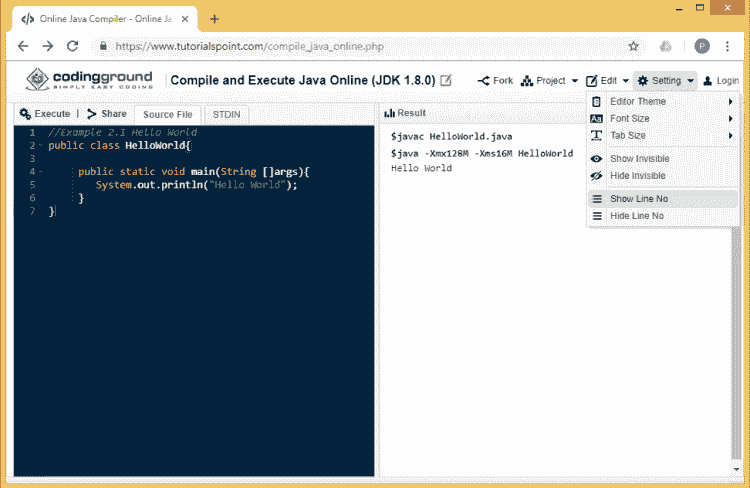 Online Java Compiler - Online Ja
https://www.tutorialspoint.com/compile_java_online.php
P
codingground
SIMPLY EASY CODING
Compile and Execute Java Online (JDK 1.8.0)
Fork
Project
Edit
Setting
Login
Execute | Share Source File STDIN
1 //Example 2.1 Hello World
2 public class HelloWorld{
3
4 public static void main(String []args){
5 System.out.println("Hello World");
6 }
7 }
Result
$javac HelloWorld.java
$java -Xmx128M -Xms16M HelloWorld
Hello World
Editor Theme
Aa Font Size
T Tab Size
Show Invisible
Hide Invisible
Show Line No
Hide Line No